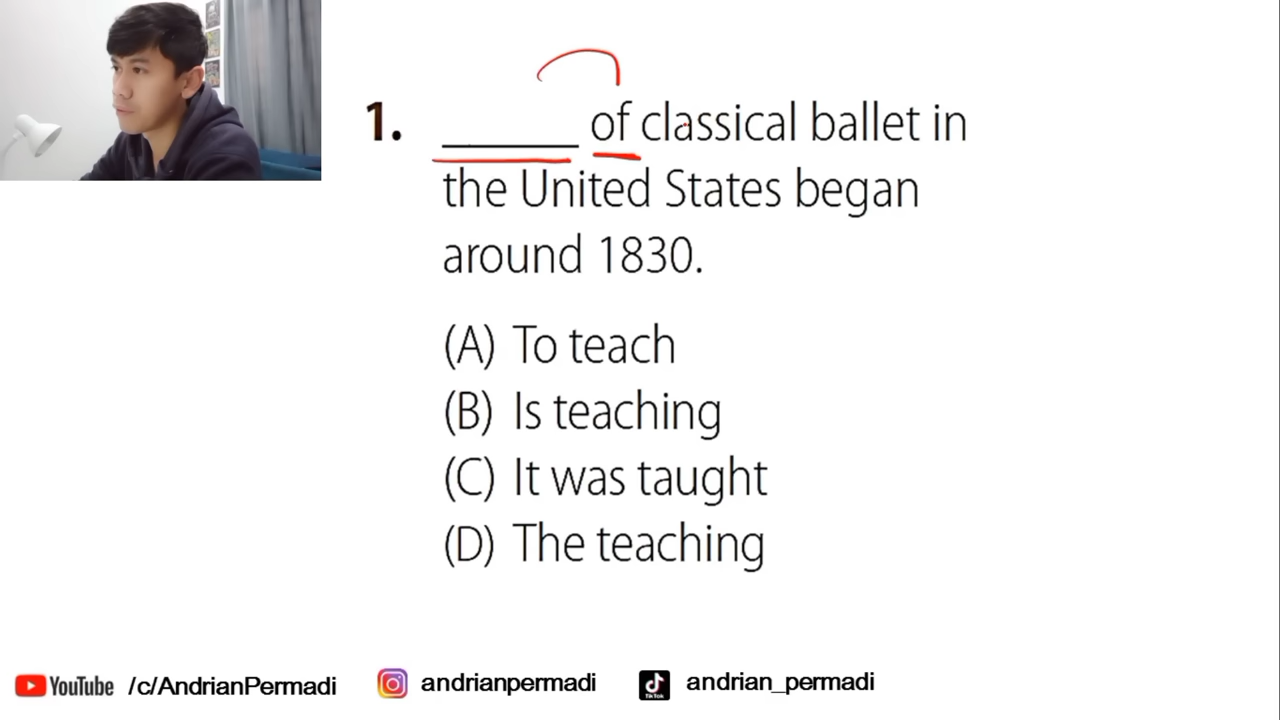 1. ______ of classical ballet in
the United States began
around 1830.
(A) To teach
(B) Is teaching
(C) It was taught
(D) The teaching
YouTube /c/AndrianPermadi
andrianpermadi
TikTok andrian_permadi